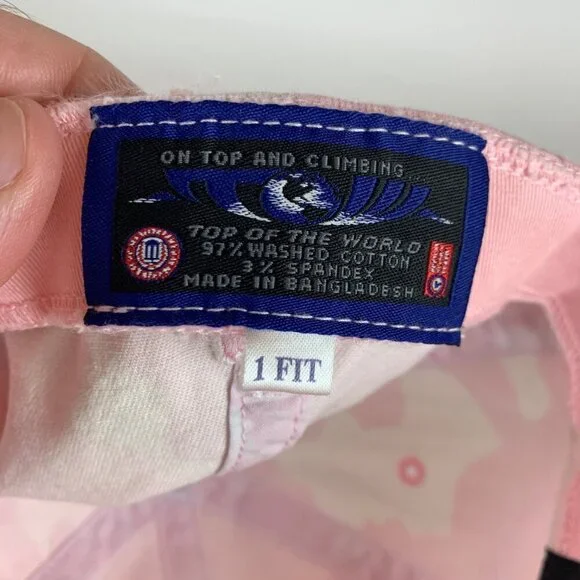 ON TOP AND CLIMBING...
TOP OF THE WORLD
97% WASHED COTTON
3% SPANDEX
MADE IN BANGLADESH
1 FIT